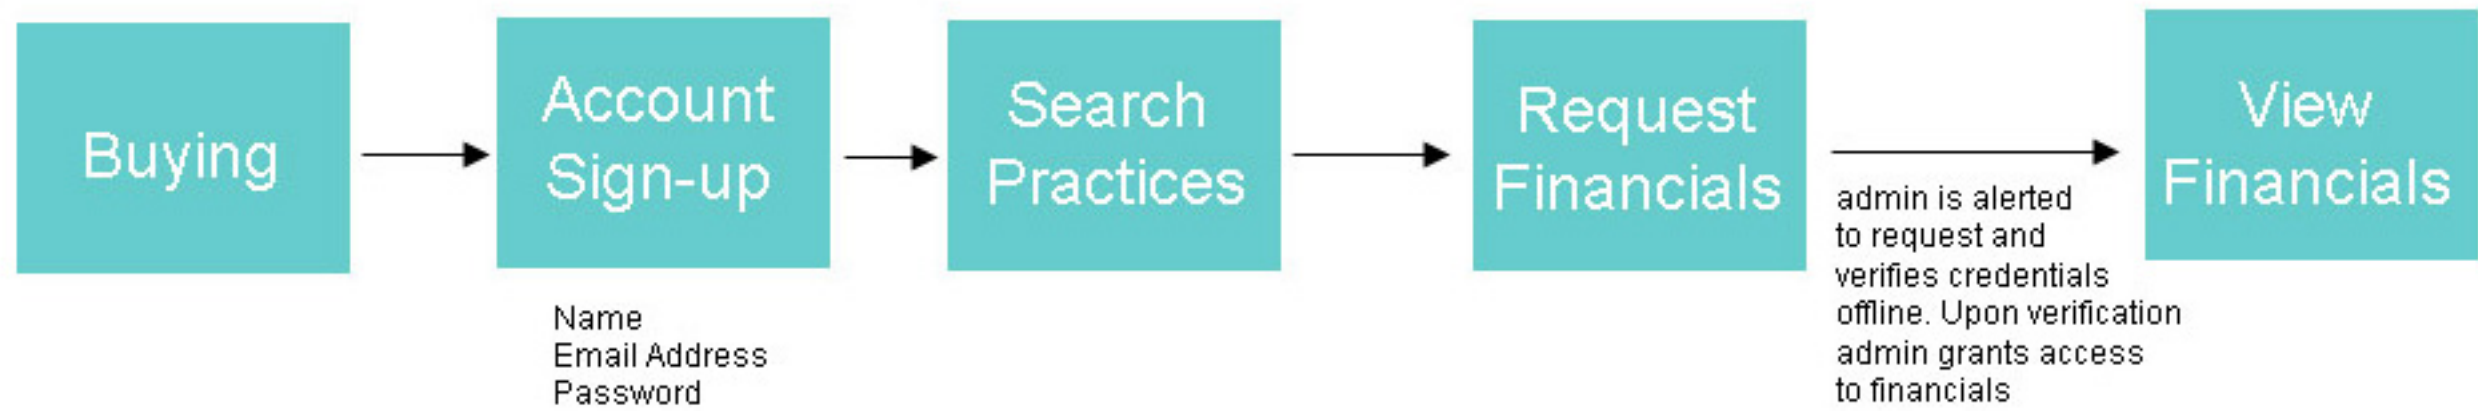 Buying
Account
Sign-up
Name
Email Address
Password
Search
Practices
Request
Financials
admin is alerted
to request and
verifies credentials
offline. Upon verification
admin grants access
to financials
View
Financials